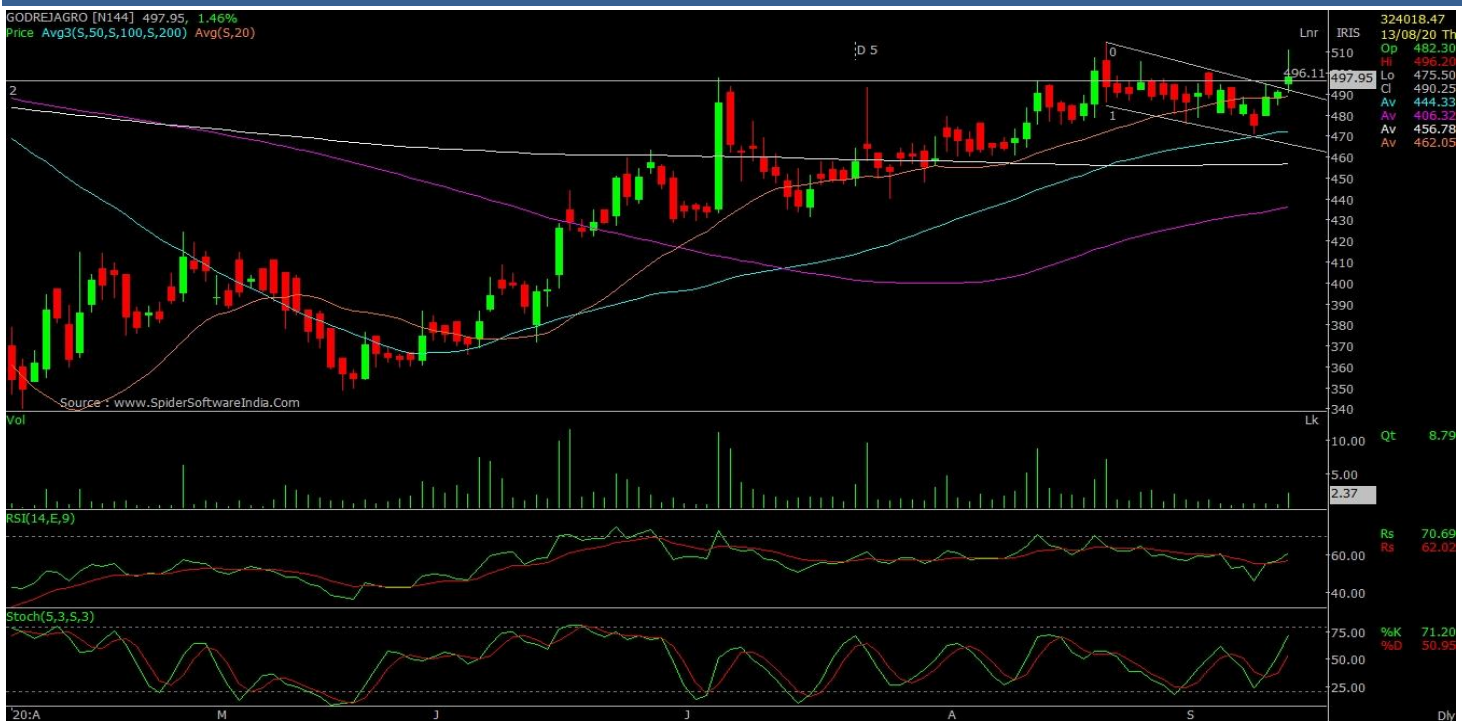 GODREJAGRO [N144] 497.95, 1.46%
Price Avg3(S,50,S,100,S,200) Avg(S,20)
Lnr IRIS
324018.47
13/08/20 Th
Op 482.30
Hi 496.20
Lo 475.50
Cl 490.25
Av 444.33
Av 406.32
Av 456.78
Av 462.05
D 5
0
1
2
496.11
510
497.95
490
480
470
460
450
440
430
420
410
400
390
380
370
360
350
340
Source : www.SpiderSoftwareIndia.Com
Vol
Lk
10.00
5.00
2.37
Qt 8.79
RSI(14,E,9)
60.00
40.00
Rs 70.69
Rs 62.02
Stoch(5,3,S,3)
75.00
50.00
25.00
%K 71.20
%D 50.95
'20:A M J J A S Dly